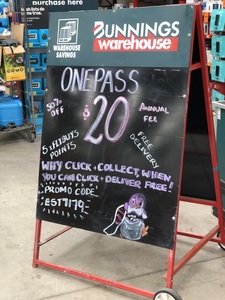 purchase here
WAREHOUSE
SAVINGS
BUNNINGS
warehouse
ONEPASS
50%
OFF
$20
ANNUAL
FEE
5 x FLYBUYS
POINTS
FREE
DELIVERY
WHY CLICK + COLLECT, WHEN
YOU CAN CLICK + DELIVER FREE!
PROMO CODE
EST7179